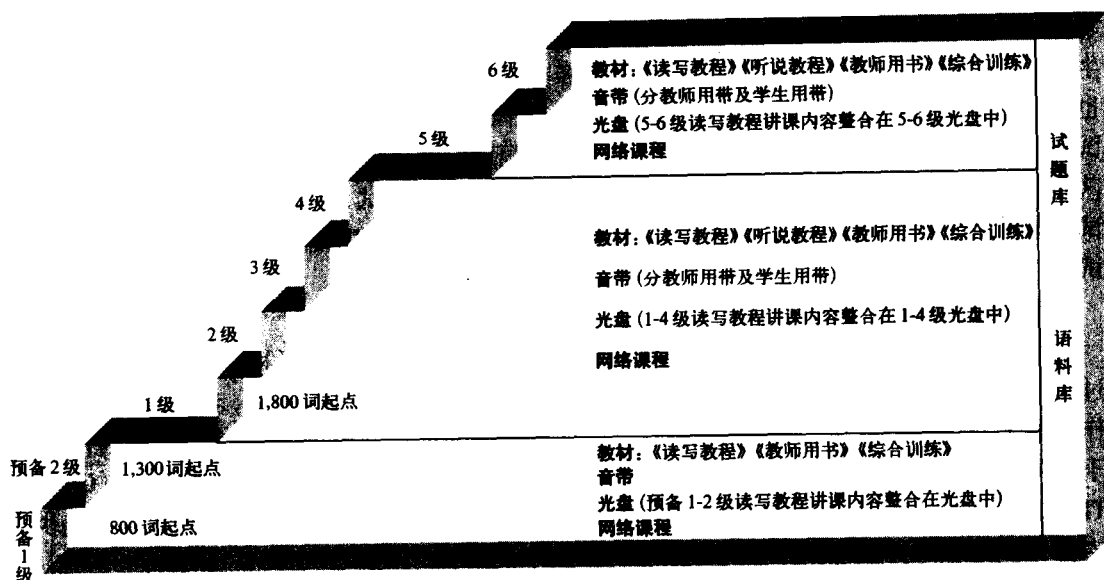 6级
教材：《读写教程》《听说教程》《教师用书》《综合训练》
音带(分教师用带及学生用带)
光盘(5-6级读写教程讲课内容整合在5-6级光盘中)
网络课程
5级
试题库
4级
教材：《读写教程》《听说教程》《教师用书》《综合训练》
3级
音带(分教师用带及学生用带)
光盘(1-4级读写教程讲课内容整合在1-4级光盘中)
2级
网络课程
语料库
1级
1,800词起点
预备2级
1,300词起点
教材：《读写教程》《教师用书》《综合训练》
音带
光盘(预备1-2级读写教程讲课内容整合在光盘中)
预备1级
800词起点
网络课程